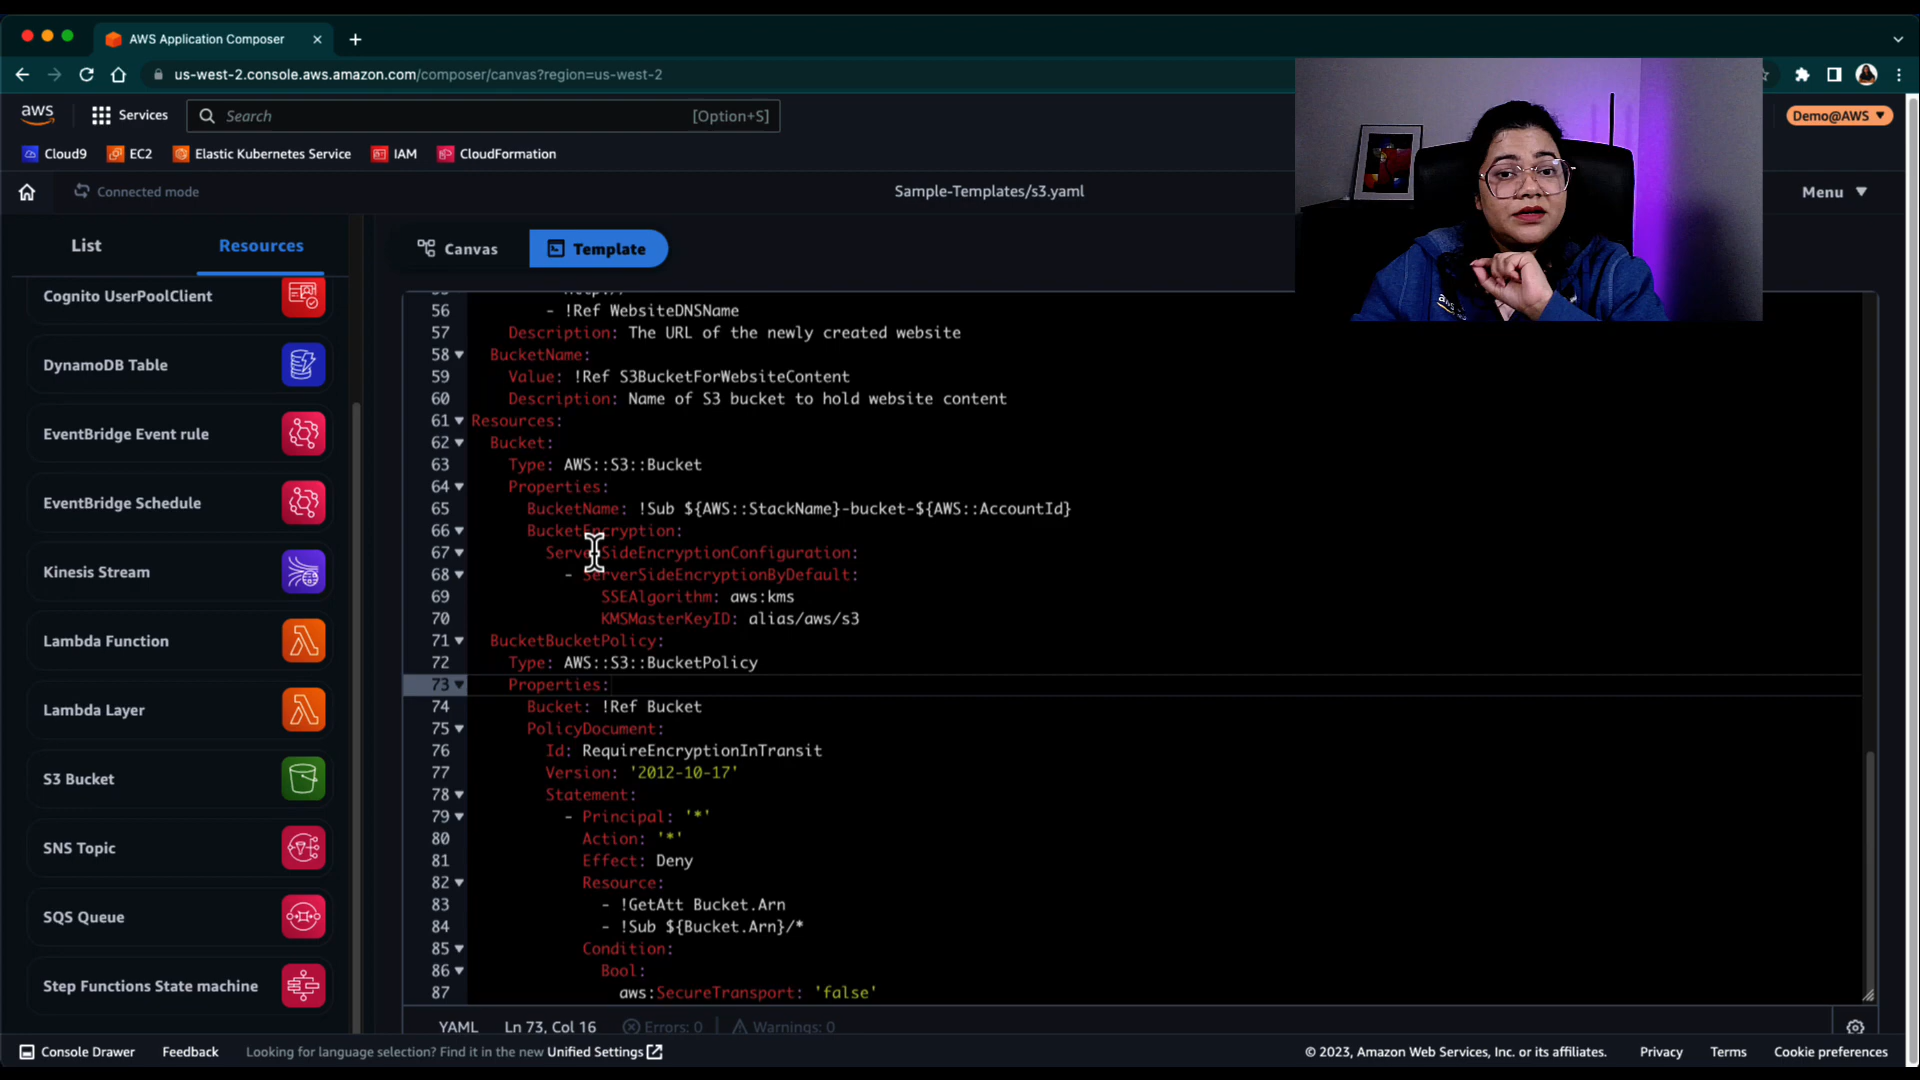 AWS Application Composer
us-west-2.console.aws.amazon.com/composer/canvas?region=us-west-2
aws
Services
Search
[Option+S]
Demo@AWS
Cloud9
EC2
Elastic Kubernetes Service
IAM
CloudFormation
Connected mode
Sample-Templates/s3.yaml
Menu
List
Resources
Canvas
Template
Cognito UserPoolClient
DynamoDB Table
EventBridge Event rule
EventBridge Schedule
Kinesis Stream
Lambda Function
Lambda Layer
S3 Bucket
SNS Topic
SQS Queue
Step Functions State machine
56 - !Ref WebsiteDNSName
57 Description: The URL of the newly created website
58 BucketName:
59 Value: !Ref S3BucketForWebsiteContent
60 Description: Name of S3 bucket to hold website content
61 Resources:
62 Bucket:
63 Type: AWS::S3::Bucket
64 Properties:
65 BucketName: !Sub ${AWS::StackName}-bucket-${AWS::AccountId}
66 BucketEncryption:
67 ServerSideEncryptionConfiguration:
68 - ServerSideEncryptionByDefault:
69 SSEAlgorithm: aws:kms
70 KMSMasterKeyID: alias/aws/s3
71 BucketBucketPolicy:
72 Type: AWS::S3::BucketPolicy
73 Properties:
74 Bucket: !Ref Bucket
75 PolicyDocument:
76 Id: RequireEncryptionInTransit
77 Version: '2012-10-17'
78 Statement:
79 - Principal: '*'
80 Action: '*'
81 Effect: Deny
82 Resource:
83 - !GetAtt Bucket.Arn
84 - !Sub ${Bucket.Arn}/*
85 Condition:
86 Bool:
87 aws:SecureTransport: 'false'
YAML Ln 73, Col 16 Errors: 0 Warnings: 0
Console Drawer
Feedback
Looking for language selection? Find it in the new Unified Settings
© 2023, Amazon Web Services, Inc. or its affiliates.
Privacy
Terms
Cookie preferences